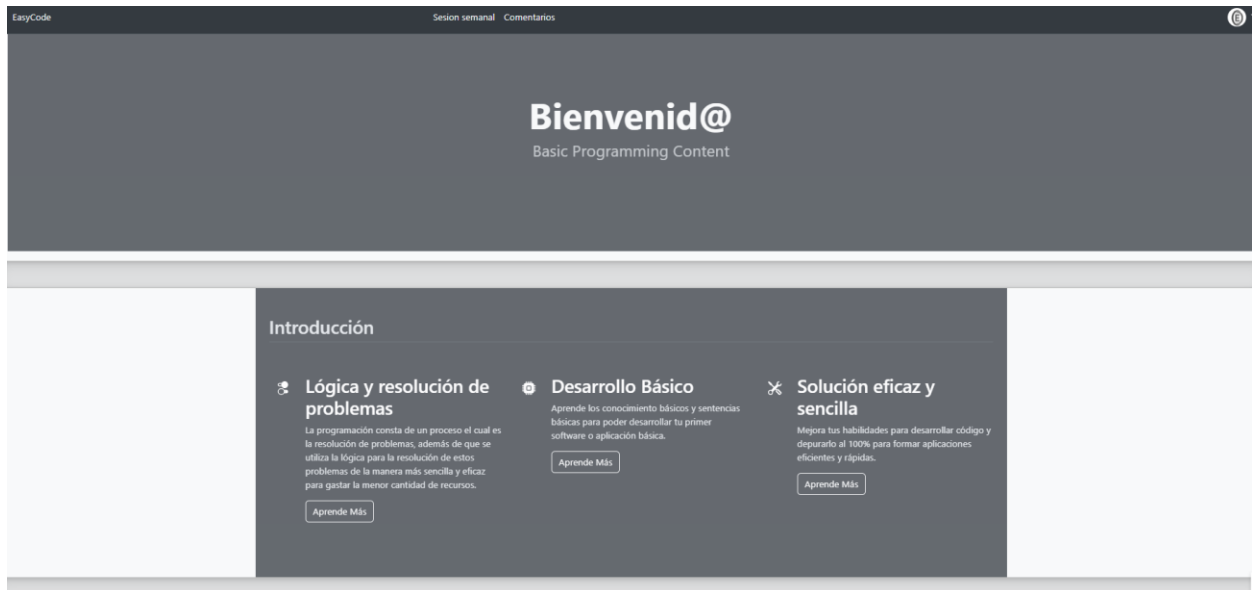 EasyCode
Sesion semanal Comentarios
Bienvenid@
Basic Programming Content
Introducción
Lógica y resolución de
problemas
La programación consta de un proceso el cual es
la resolución de problemas, además de que se
utiliza la lógica para la resolución de estos
problemas de la manera más sencilla y eficaz
para gastar la menor cantidad de recursos.
Aprende Más
Desarrollo Básico
Aprende los conocimiento básicos y sentencias
básicas para poder desarrollar tu primer
software o aplicación básica.
Aprende Más
Solución eficaz y
sencilla
Mejora tus habilidades para desarrollar código y
depurarlo al 100% para formar aplicaciones
eficientes y rápidas.
Aprende Más